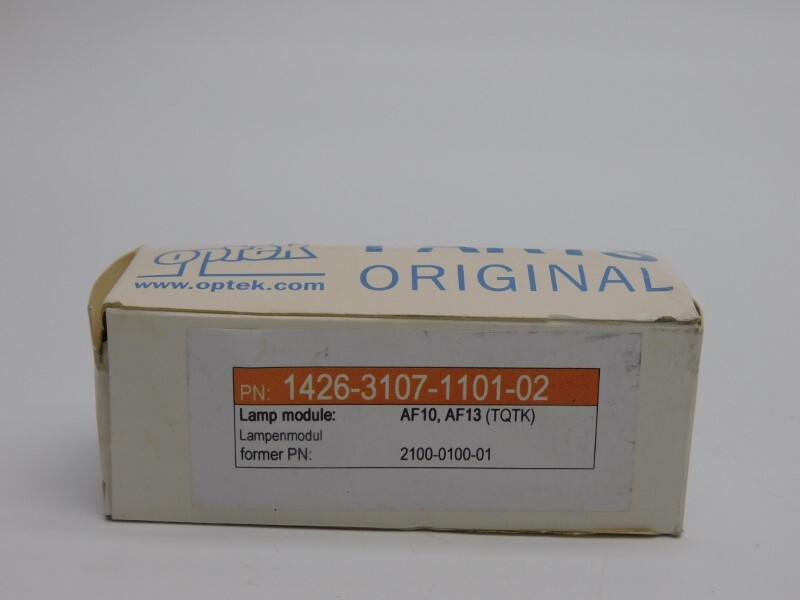 optek PARTS
www.optek.com ORIGINAL
PN: 1426-3107-1101-02
Lamp module: AF10, AF13 (TQTK)
Lampenmodul
former PN: 2100-0100-01